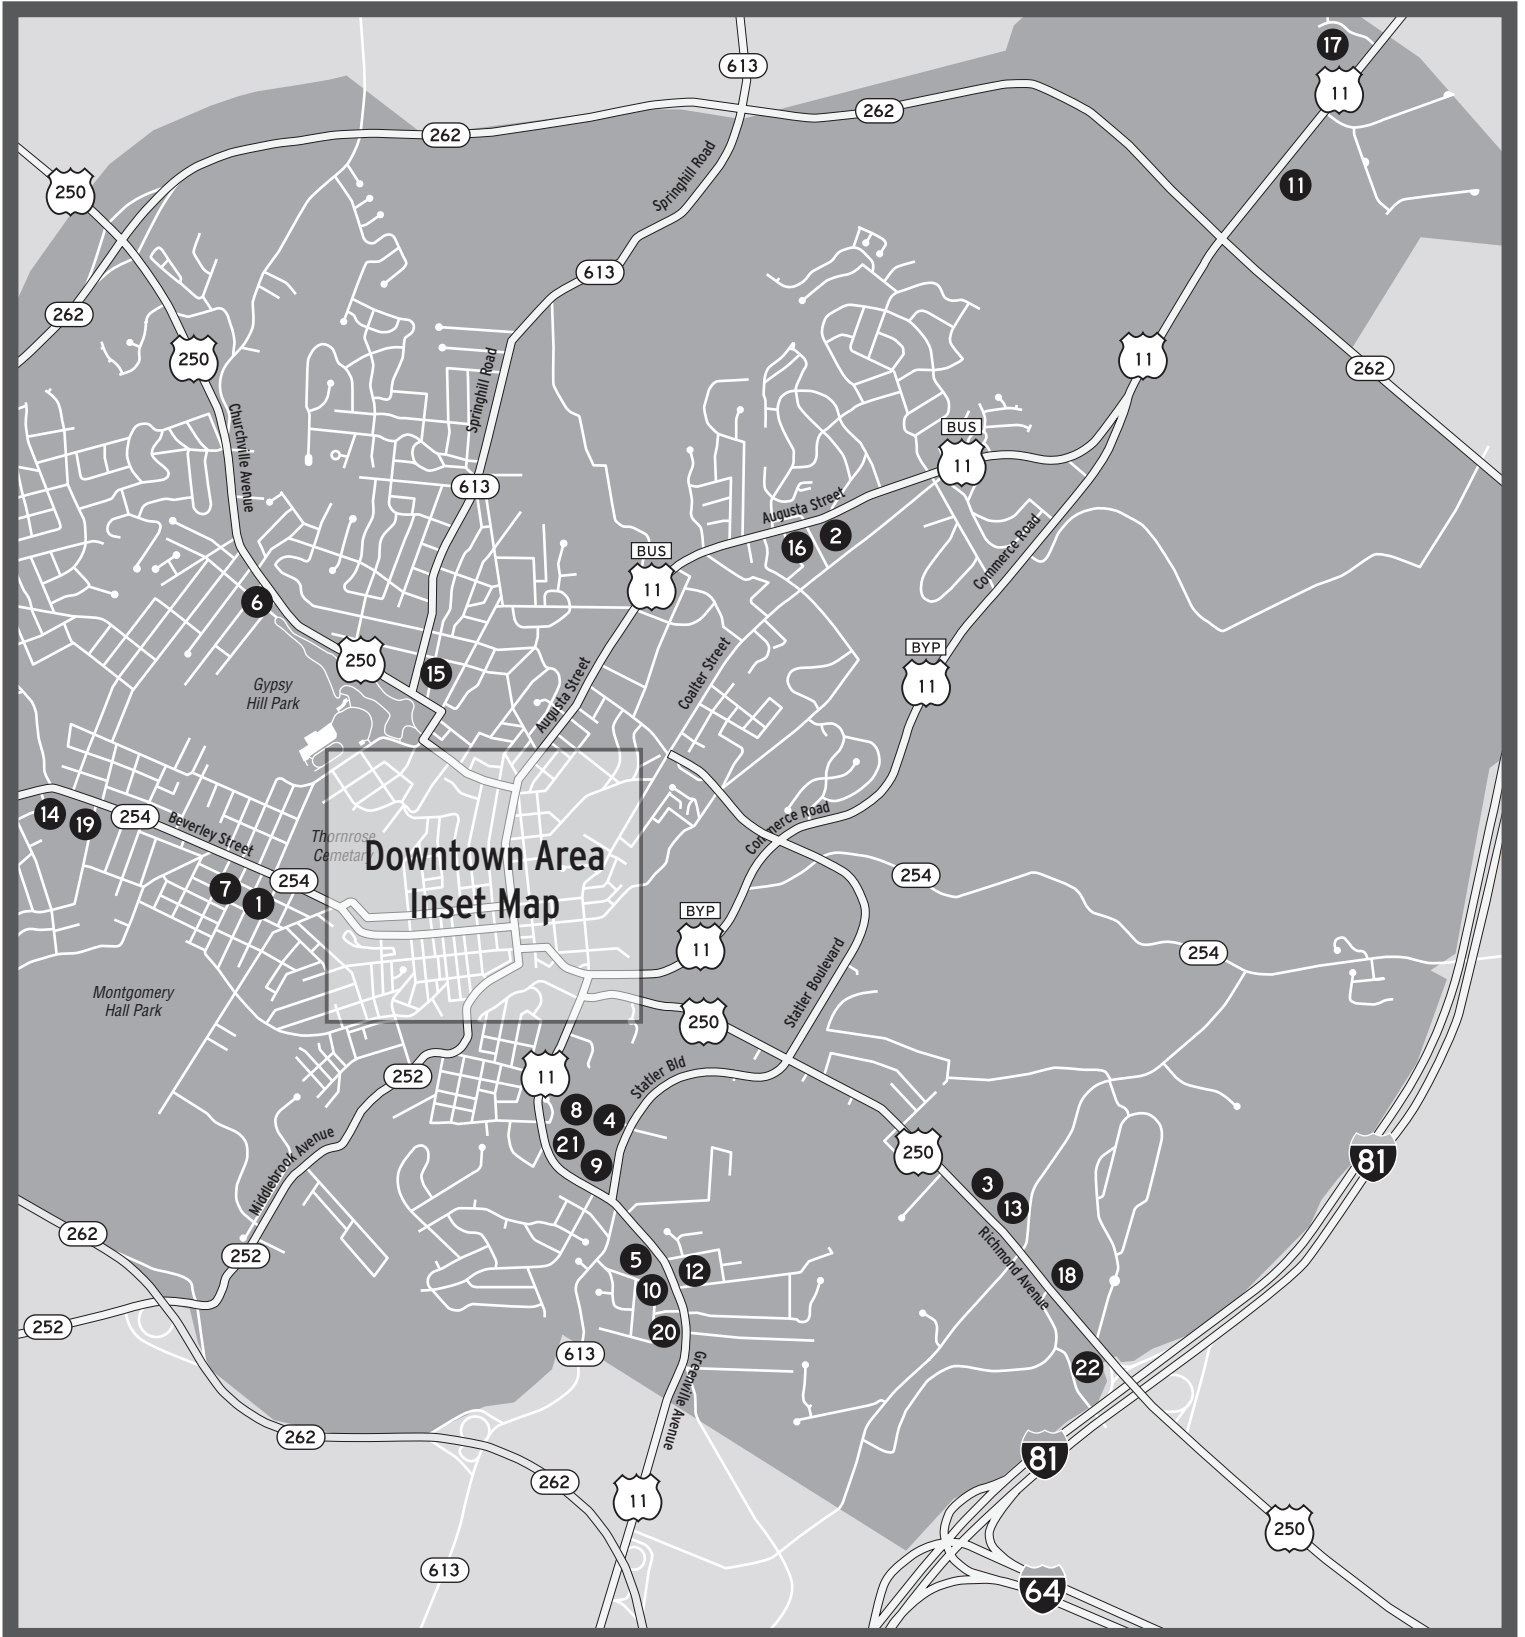 17
613
11
262
262
250
11
Springhill Road
613
262
250
11
262
Springhill Road
Churchville Avenue
BUS
11
613
Augusta Street
16
2
BUS
11
Commerce Road
6
250
15
Coalter Street
BYP
11
Gypsy
Hill Park
Augusta Street
14
19
254
Beverley Street
Thornrose
Cemetary
Commerce Road
Downtown Area
Inset Map
254
254
7
1
BYP
11
254
Statler Boulevard
Montgomery
Hall Park
250
252
11
Statler Bld
8
4
21
9
250
81
Middlebrook Avenue
3
13
262
252
Richmond Avenue
5
12
10
18
252
20
613
Greenville Avenue
22
262
81
262
11
250
613
64